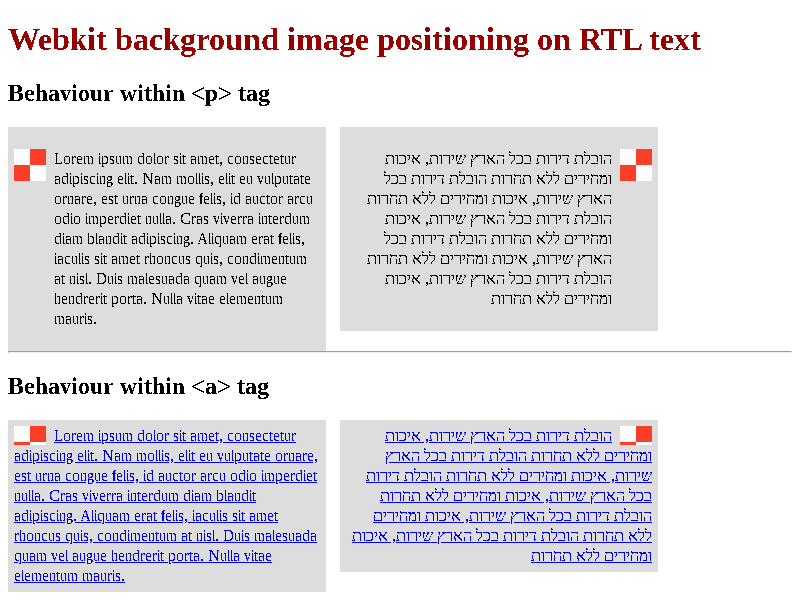 Webkit background image positioning on RTL text
Behaviour within <p> tag
Lorem ipsum dolor sit amet, consectetur
adipiscing elit. Nam mollis, elit eu vulputate
ornare, est urna congue felis, id auctor arcu
odio imperdiet nulla. Cras viverra interdum
diam blandit adipiscing. Aliquam erat felis,
iaculis sit amet rhoncus quis, condimentum
at nisl. Duis malesuada quam vel augue
hendrerit porta. Nulla vitae elementum
mauris.
הובלת דירות בכל הארץ שירות, איכות
ומחירים ללא תחרות הובלת דירות בכל
הארץ שירות, איכות ומחירים ללא תחרות
הובלת דירות בכל הארץ שירות, איכות
ומחירים ללא תחרות הובלת דירות בכל
הארץ שירות, איכות ומחירים ללא תחרות
הובלת דירות בכל הארץ שירות, איכות
ומחירים ללא תחרות
Behaviour within <a> tag
Lorem ipsum dolor sit amet, consectetur
adipiscing elit. Nam mollis, elit eu vulputate ornare,
est urna congue felis, id auctor arcu odio imperdiet
nulla. Cras viverra interdum diam blandit
adipiscing. Aliquam erat felis, iaculis sit amet
rhoncus quis, condimentum at nisl. Duis malesuada
quam vel augue hendrerit porta. Nulla vitae
elementum mauris.
הובלת דירות בכל הארץ שירות, איכות
ומחירים ללא תחרות הובלת דירות בכל הארץ
שירות, איכות ומחירים ללא תחרות הובלת דירות
בכל הארץ שירות, איכות ומחירים ללא תחרות
הובלת דירות בכל הארץ שירות, איכות ומחירים
ללא תחרות הובלת דירות בכל הארץ שירות, איכות
ומחירים ללא תחרות